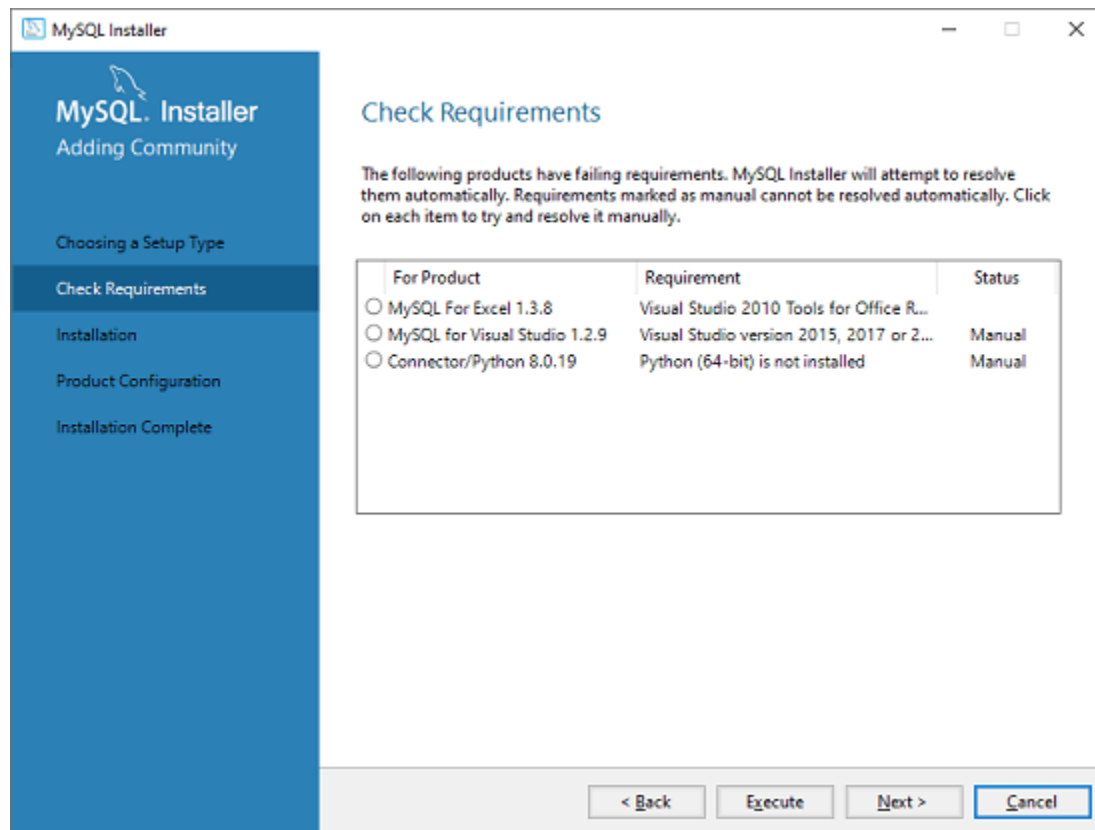 MySQL Installer
MySQL. Installer
Adding Community
Choosing a Setup Type
Check Requirements
Installation
Product Configuration
Installation Complete
Check Requirements
The following products have failing requirements. MySQL Installer will attempt to resolve
them automatically. Requirements marked as manual cannot be resolved automatically. Click
on each item to try and resolve it manually.
For Product Requirement Status
MySQL For Excel 1.3.8 Visual Studio 2010 Tools for Office R...
MySQL for Visual Studio 1.2.9 Visual Studio version 2015, 2017 or 2... Manual
Connector/Python 8.0.19 Python (64-bit) is not installed Manual
< Back Execute Next > Cancel